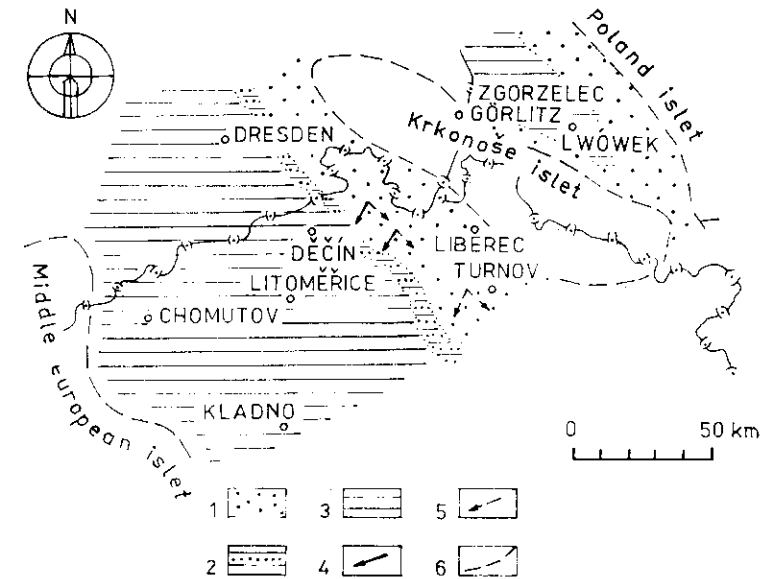 N
Poland islet
ZGORZELEC
GÖRLITZ
DRESDEN
LWÓWEK
Krkonoše islet
DĚČÍN
LIBEREC
TURNOV
LITOMĚŘICE
CHOMUTOV
Middle european islet
KLADNO
0 50 km
1 3 5
2 4 6